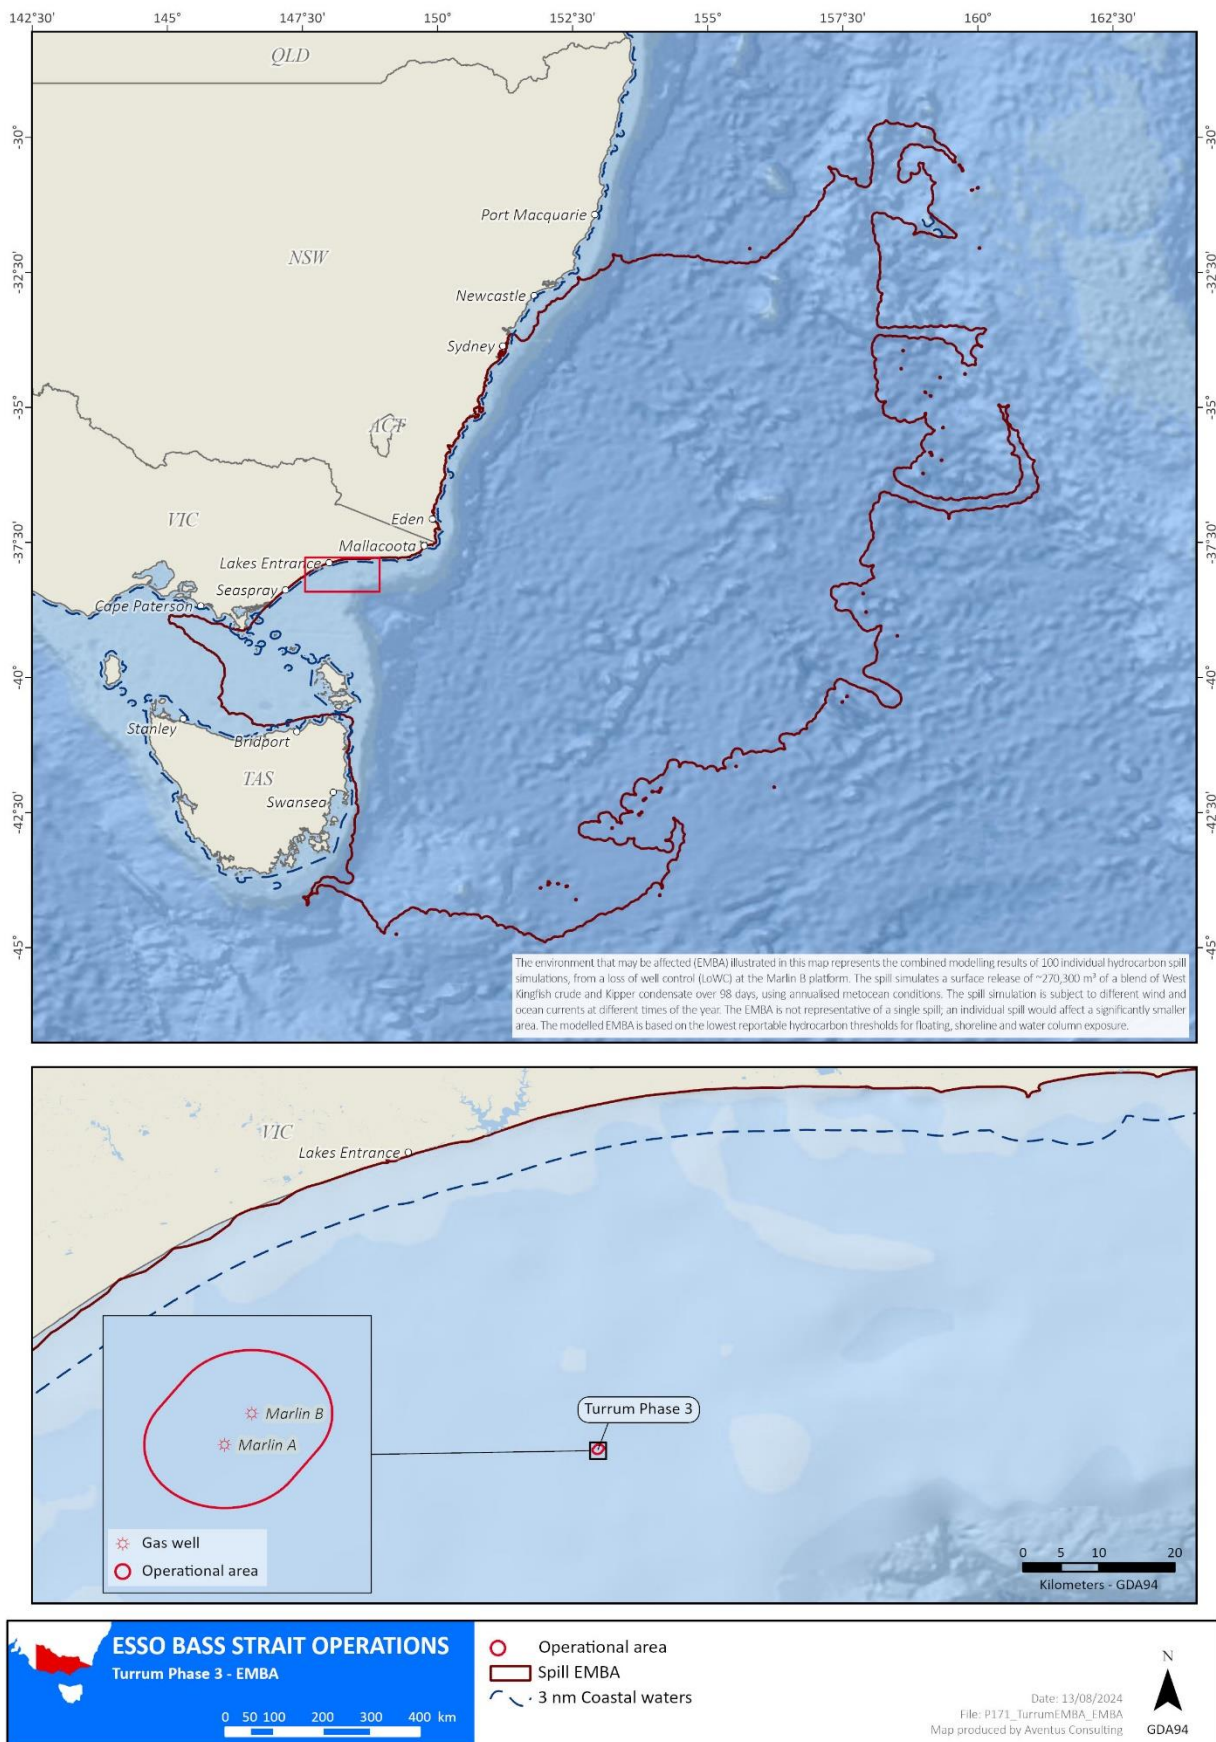 142°30' 145° 147°30' 150° 152°30' 155° 157°30' 160° 162°30'
QLD
-30° -30°
Port Macquarie
NSW
-32°30' -32°30'
Newcastle
Sydney
-35° -35°
ACT
Eden
VIC
Mallacoota
-37°30' -37°30'
Lakes Entrance
Seaspray
Cape Paterson
-40° -40°
Stanley
Bridport
TAS
Swansea
-42°30' -42°30'
-45° -45°
The environment that may be affected (EMBA) illustrated in this map represents the combined modelling results of 100 individual hydrocarbon spill
simulations, from a loss of well control (LoWC) at the Marlin B platform. The spill simulates a surface release of ~270,300 m³ of a blend of West
Kingfish crude and Kipper condensate over 98 days, using annualised metocean conditions. The spill simulation is subject to different wind and
ocean currents at different times of the year. The EMBA is not representative of a single spill; an individual spill would affect a significantly smaller
area. The modelled EMBA is based on the lowest reportable hydrocarbon thresholds for floating, shoreline and water column exposure.
VIC
Lakes Entrance
Turrum Phase 3
Marlin B
Marlin A
Gas well
Operational area
0 5 10 20
Kilometers - GDA94
ESSO BASS STRAIT OPERATIONS
Turrum Phase 3 - EMBA
0 50 100 200 300 400 km
Operational area
Spill EMBA
3 nm Coastal waters
Date: 13/08/2024
File: P171_TurrumEMBA_EMBA
Map produced by Aventus Consulting
N
GDA94